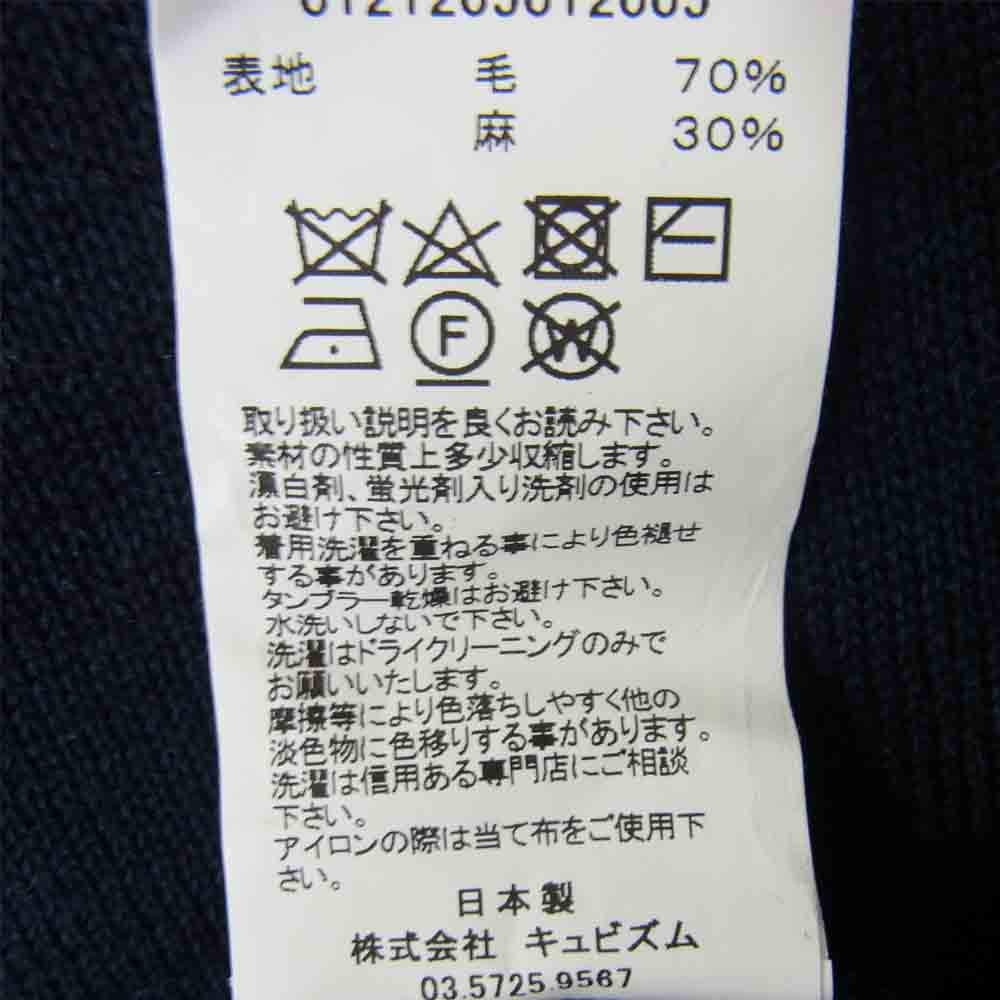 表地 毛 70%
麻 30%
F
W
取り扱い説明を良くお読み下さい。
素材の性質上多少収縮します。
漂白剤、蛍光剤入り洗剤の使用は
お避け下さい。
着用洗濯を重ねる事により色褪せ
する事があります。
タンブラー乾燥はお避け下さい。
水洗いしないで下さい。
洗濯はドライクリーニングのみで
お願いいたします。
摩擦等により色落ちしやすく他の
淡色物に色移りする事があります。
洗濯は信用ある専門店にご相談
下さい。
アイロンの際は当て布をご使用下
さい。
日本製
株式会社 キュビズム
03.5725.9567